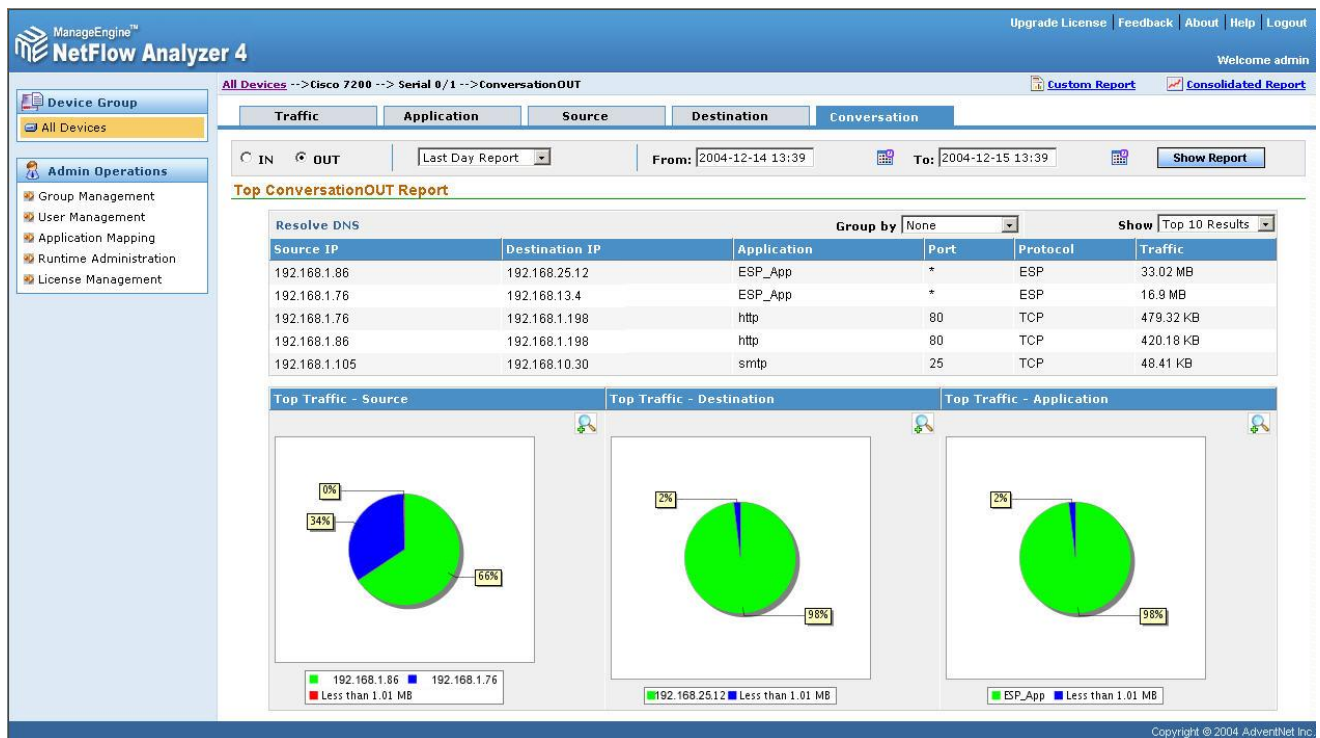 ManageEngine™
NetFlow Analyzer 4
Upgrade License | Feedback | About | Help | Logout
Welcome admin
Device Group
All Devices
Admin Operations
Group Management
User Management
Application Mapping
Runtime Administration
License Management
All Devices -->Cisco 7200 --> Serial 0/1 -->ConversationOUT
Custom Report Consolidated Report
Traffic Application Source Destination Conversation
IN OUT Last Day Report From: 2004-12-14 13:39 To: 2004-12-15 13:39 Show Report
Top ConversationOUT Report
Resolve DNS Group by None Show Top 10 Results
Source IP Destination IP Application Port Protocol Traffic
192.168.1.86 192.168.25.12 ESP_App * ESP 33.02 MB
192.168.1.76 192.168.13.4 ESP_App * ESP 16.9 MB
192.168.1.76 192.168.1.198 http 80 TCP 479.32 KB
192.168.1.86 192.168.1.198 http 80 TCP 420.18 KB
192.168.1.105 192.168.10.30 smtp 25 TCP 48.41 KB
Top Traffic - Source
0%
34%
66%
192.168.1.86 192.168.1.76
Less than 1.01 MB
Top Traffic - Destination
2%
98%
192.168.25.12 Less than 1.01 MB
Top Traffic - Application
2%
98%
ESP_App Less than 1.01 MB
Copyright © 2004 AdventNet Inc.